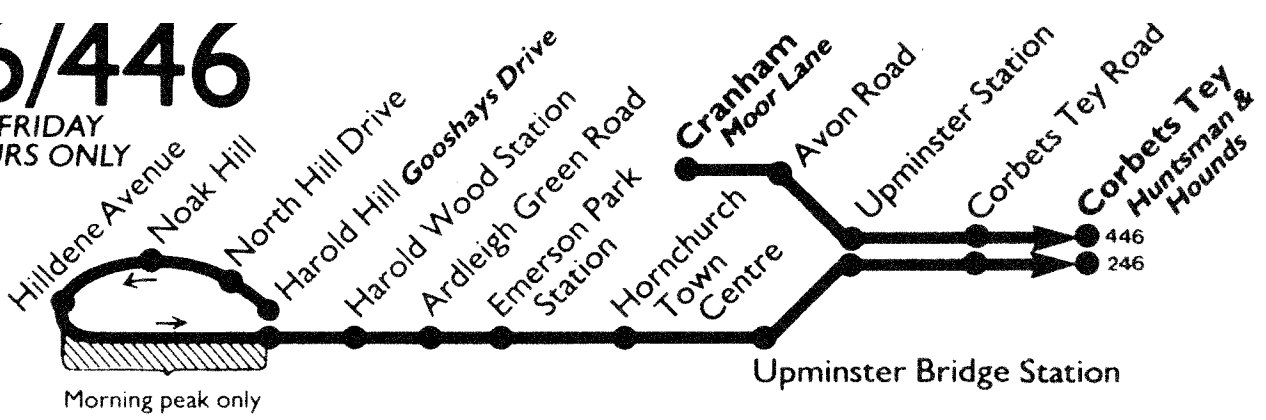 /446
FRIDAY
ONLY
Hilldene Avenue
Noak Hill
North Hill Drive
Harold Hill Gooshays Drive
Harold Wood Station
Ardleigh Green Road
Emerson Park
Station
Hornchurch
Town
Centre
Cranham
Moor Lane
Avon Road
Upminster Station
Corbets Tey Road
Corbets Tey
Huntsman &
Hounds
446
246
Upminster Bridge Station
Morning peak only